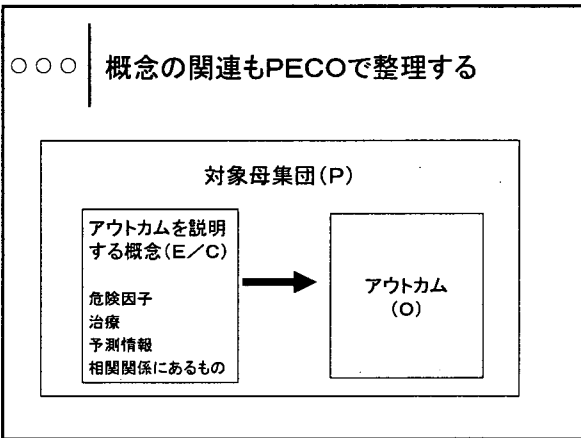 ○○○ 概念の関連もPECOで整理する
対象母集団(P)
アウトカムを説明
する概念(E/C)
危険因子
治療
予測情報
相関関係にあるもの
アウトカム
(O)